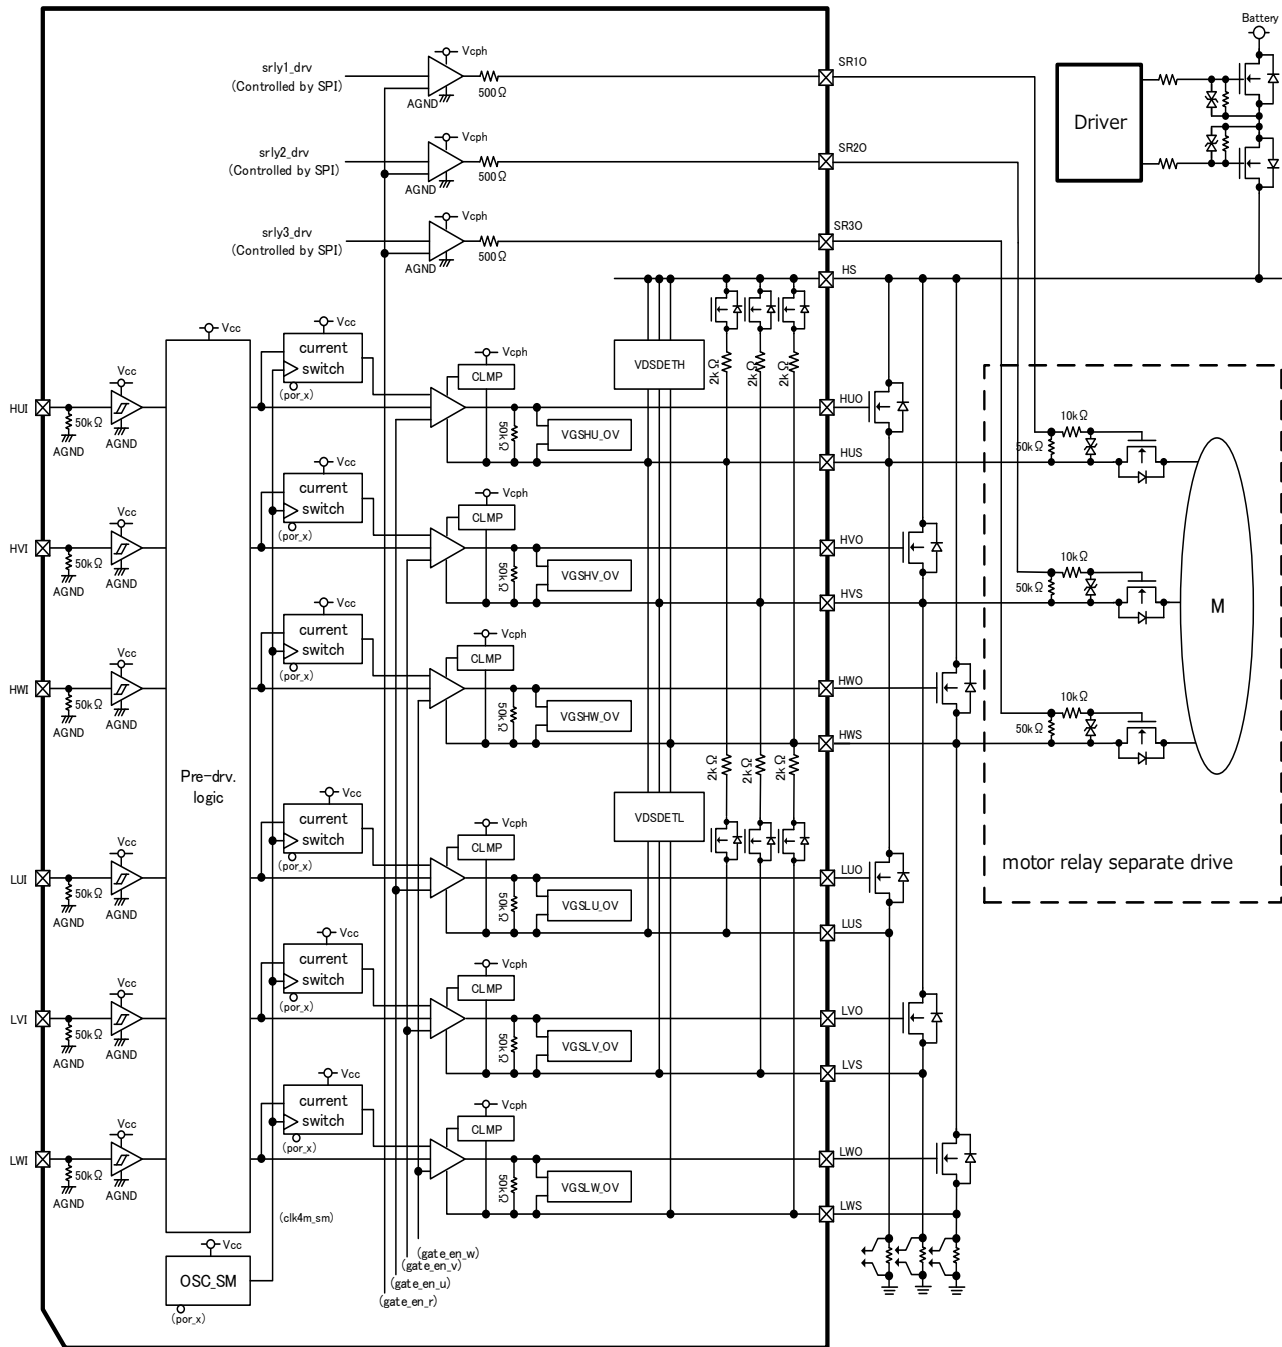 Battery
Vcph
SR1O
srly1_drv
(Controlled by SPI)
AGND
500Ω
Driver
Vcph
SR2O
srly2_drv
(Controlled by SPI)
AGND
500Ω
Vcph
SR3O
srly3_drv
(Controlled by SPI)
AGND
500Ω
HS
Vcc
Vcc
current
switch
(por_x)
Vcph
CLMP
VDSDETH
2kΩ
2kΩ
2kΩ
Vcc
HUI
50kΩ
AGND
AGND
50kΩ
VGSHU_OV
HUO
HUS
10kΩ
50kΩ
Vcc
current
switch
(por_x)
Vcph
CLMP
Vcc
HVI
50kΩ
AGND
AGND
50kΩ
VGSHV_OV
HVO
HVS
10kΩ
50kΩ
M
Vcc
current
switch
(por_x)
Vcph
CLMP
Vcc
HWI
50kΩ
AGND
AGND
50kΩ
VGSHW_OV
HWO
HWS
10kΩ
50kΩ
Pre-drv.
logic
2kΩ
2kΩ
2kΩ
VDSDETL
Vcc
current
switch
(por_x)
Vcph
CLMP
Vcc
LUI
50kΩ
AGND
AGND
50kΩ
VGSLU_OV
LUO
LUS
motor relay separate drive
Vcc
current
switch
(por_x)
Vcph
CLMP
Vcc
LVI
50kΩ
AGND
AGND
50kΩ
VGSLV_OV
LVO
LVS
Vcc
current
switch
(por_x)
Vcph
CLMP
Vcc
LWI
50kΩ
AGND
AGND
50kΩ
VGSLW_OV
LWO
LWS
(clk4m_sm)
Vcc
OSC_SM
(por_x)
(gate_en_w)
(gate_en_v)
(gate_en_u)
(gate_en_r)